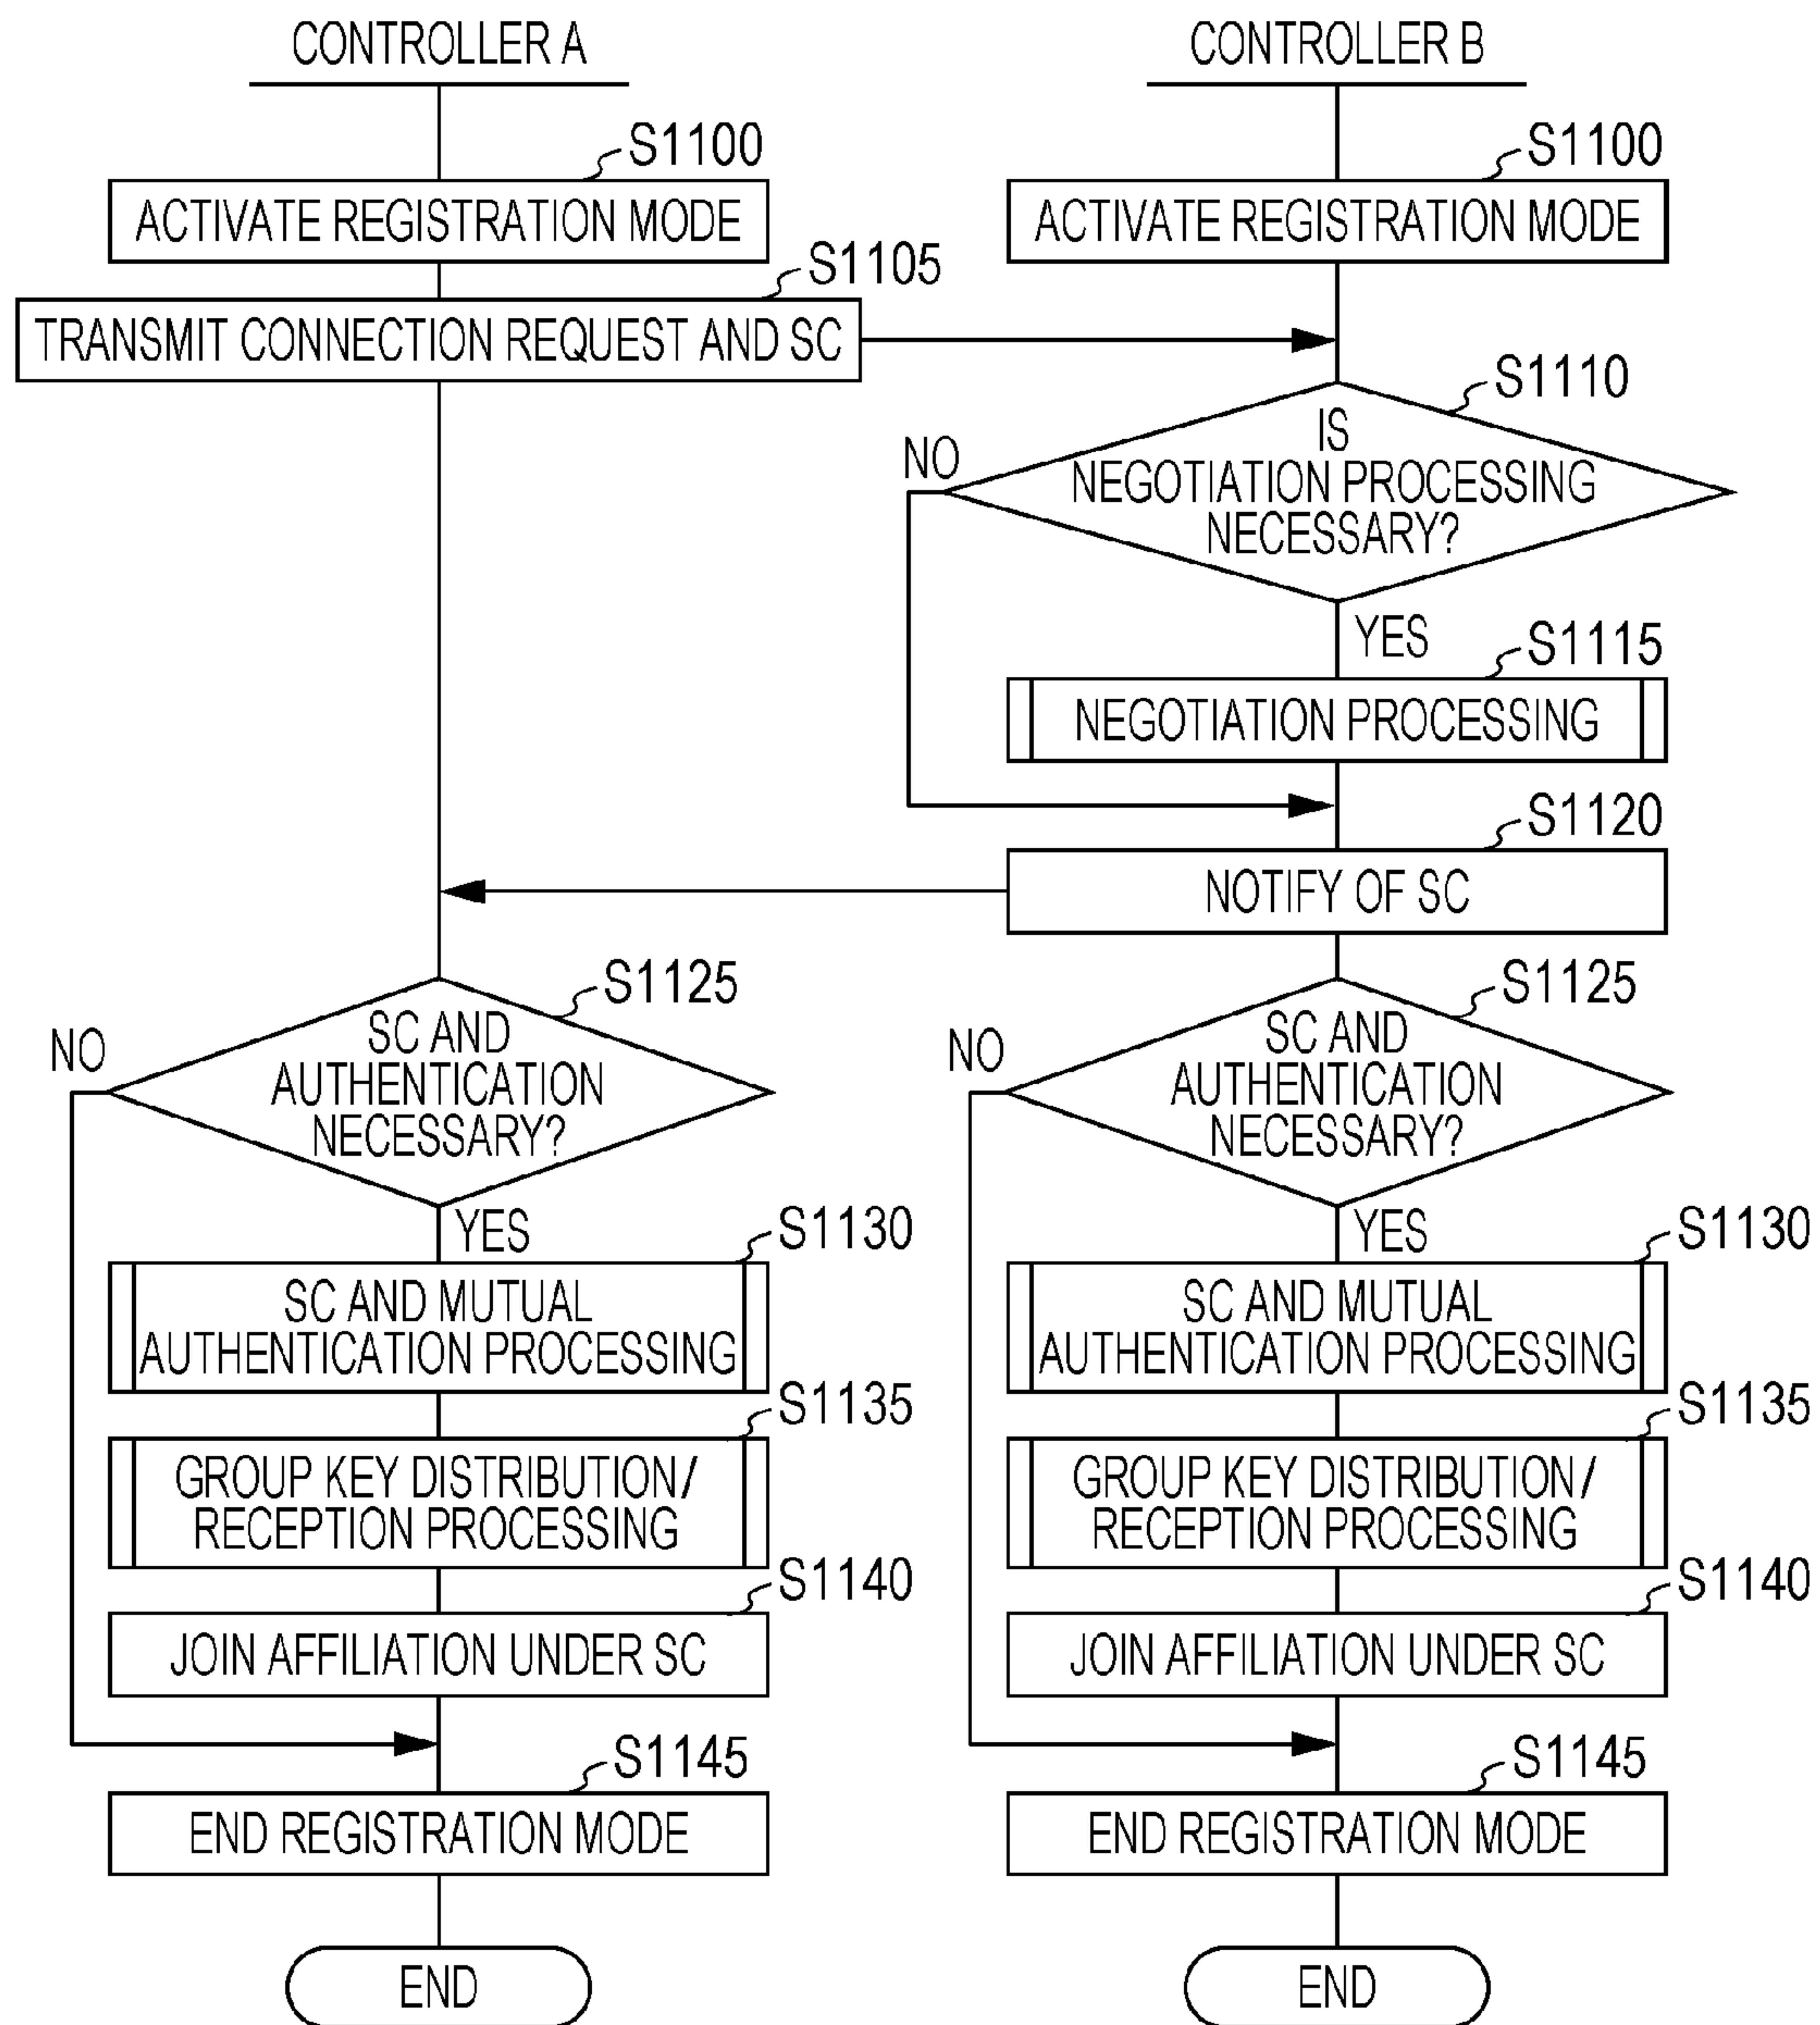 CONTROLLER A
CONTROLLER B
S1100
S1100
ACTIVATE REGISTRATION MODE
ACTIVATE REGISTRATION MODE
S1105
TRANSMIT CONNECTION REQUEST AND SC
S1110
IS
NEGOTIATION PROCESSING
NECESSARY?
NO
YES
S1115
NEGOTIATION PROCESSING
S1120
NOTIFY OF SC
S1125
S1125
SC AND
AUTHENTICATION
NECESSARY?
NO
SC AND
AUTHENTICATION
NECESSARY?
NO
YES
YES
S1130
S1130
SC AND MUTUAL
AUTHENTICATION PROCESSING
SC AND MUTUAL
AUTHENTICATION PROCESSING
S1135
S1135
GROUP KEY DISTRIBUTION/
RECEPTION PROCESSING
GROUP KEY DISTRIBUTION/
RECEPTION PROCESSING
S1140
S1140
JOIN AFFILIATION UNDER SC
JOIN AFFILIATION UNDER SC
S1145
S1145
END REGISTRATION MODE
END REGISTRATION MODE
END
END